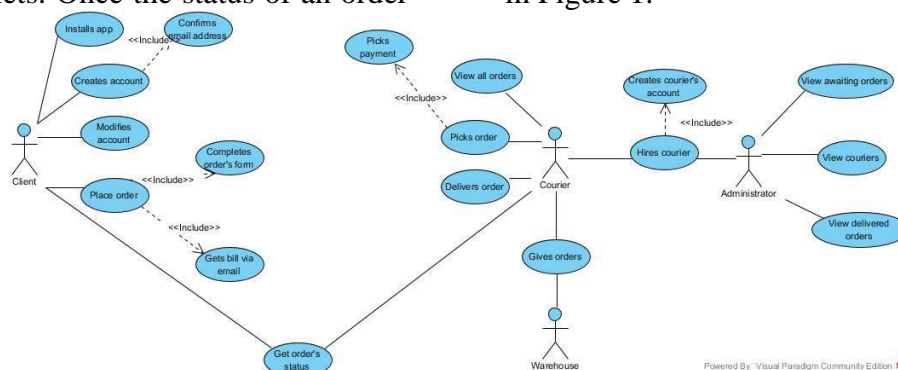 cts. Once the status of an order
in Figure 1.
Installs app
Confirms
email address
<<Include>>
Creates account
Modifies
account
Client
Completes
order's form
<<Include>>
Place order
<<Include>>
Gets bill via
email
Get order's
status
Picks
payment
View all orders
<<Include>>
Picks order
Delivers order
Courier
Gives orders
Warehouse
Creates courier's
account
<<Include>>
Hires courier
Administrator
View awaiting orders
View couriers
View delivered
orders
Powered By Visual Paradigm Community Edition